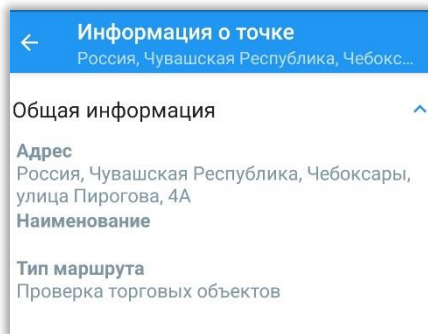 Информация о точке
Россия, Чувашская Республика, Чебокс...
Общая информация
Адрес
Россия, Чувашская Республика, Чебоксары,
улица Пирогова, 4А
Наименование
Тип маршрута
Проверка торговых объектов